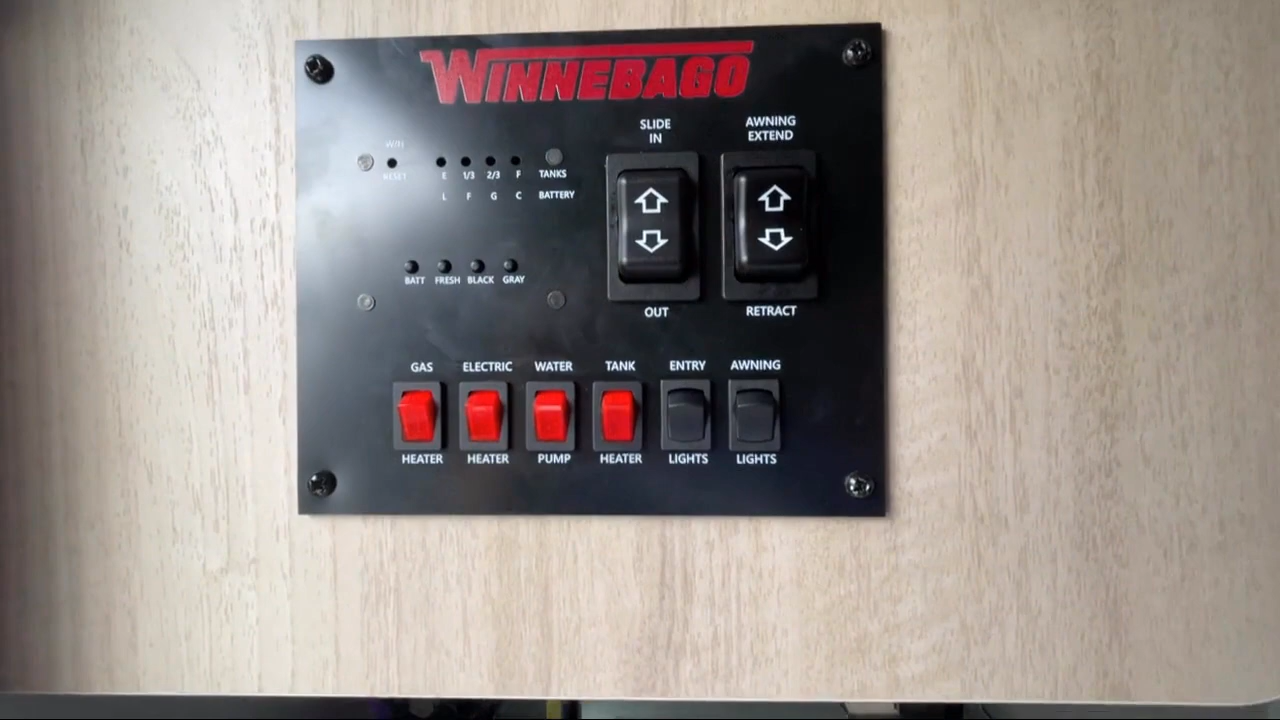 WINNEBAGO
SLIDE
IN
AWNING
EXTEND
RESET
E 1/3 2/3 F TANKS
L F G C BATTERY
BATT FRESH BLACK GRAY
OUT
RETRACT
GAS ELECTRIC WATER TANK ENTRY AWNING
HEATER HEATER PUMP HEATER LIGHTS LIGHTS